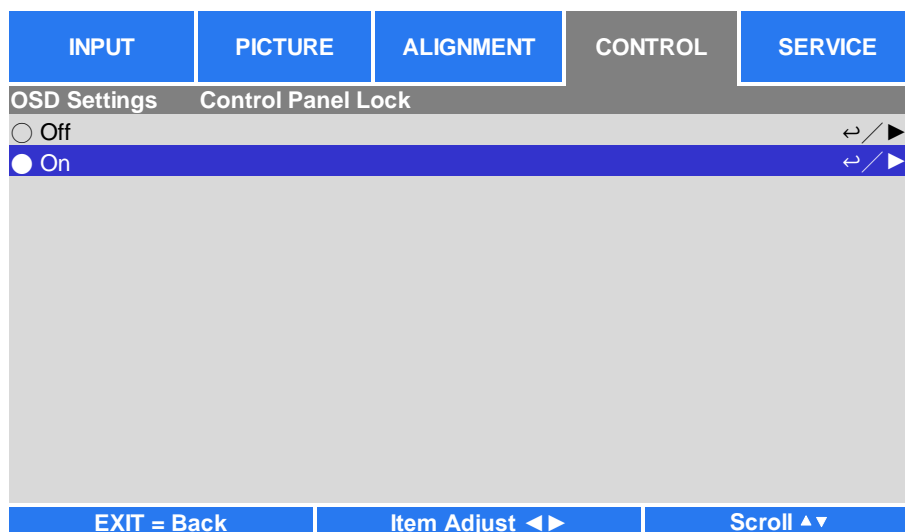 INPUT PICTURE ALIGNMENT CONTROL SERVICE
OSD Settings Control Panel Lock
○ Off ↩／▶
● On ↩／▶
EXIT = Back Item Adjust ◀▶ Scroll ▲▼